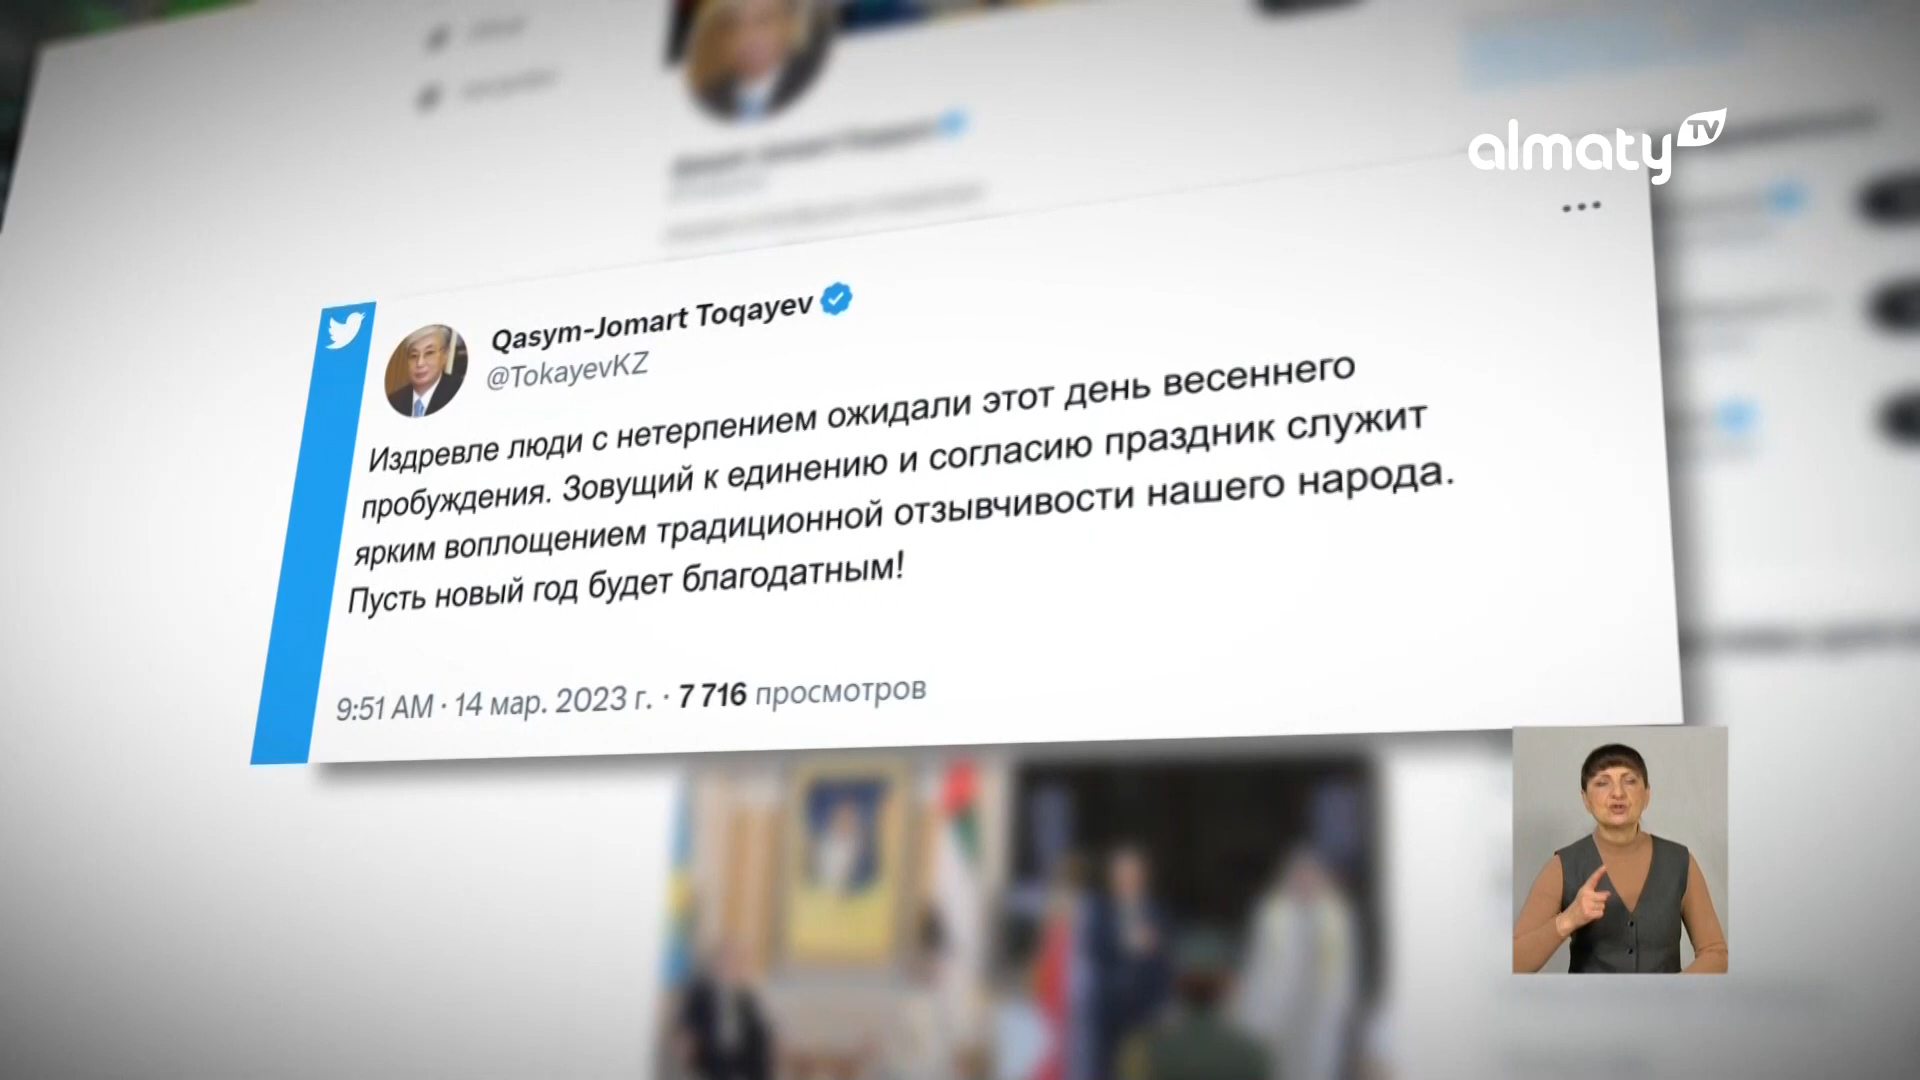 almaty TV
Qasym-Jomart Toqayev
@TokayevKZ
Издревле люди с нетерпением ожидали этот день весеннего
пробуждения. Зовущий к единению и согласию праздник служит
ярким воплощением традиционной отзывчивости нашего народа.
Пусть новый год будет благодатным!
9:51 AM · 14 мар. 2023 г. · 7 716 просмотров